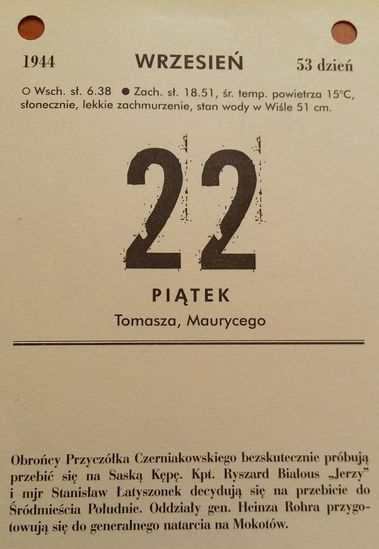 1944 WRZESIEŃ 53 dzień
○ Wsch. sł. 6.38 ● Zach. sł. 18.51, śr. temp. powietrza 15°C,
słonecznie, lekkie zachmurzenie, stan wody w Wiśle 51 cm.
22
PIĄTEK
Tomasza, Maurycego
Obrońcy Przyczółka Czerniakowskiego bezskutecznie próbują
przebić się na Saską Kępę. Kpt. Ryszard Białous „Jerzy”
i mjr Stanisław Łatyszonek decydują się na przebicie do
Śródmieścia Południe. Oddziały gen. Heinza Rohra przygo-
towują się do generalnego natarcia na Mokotów.